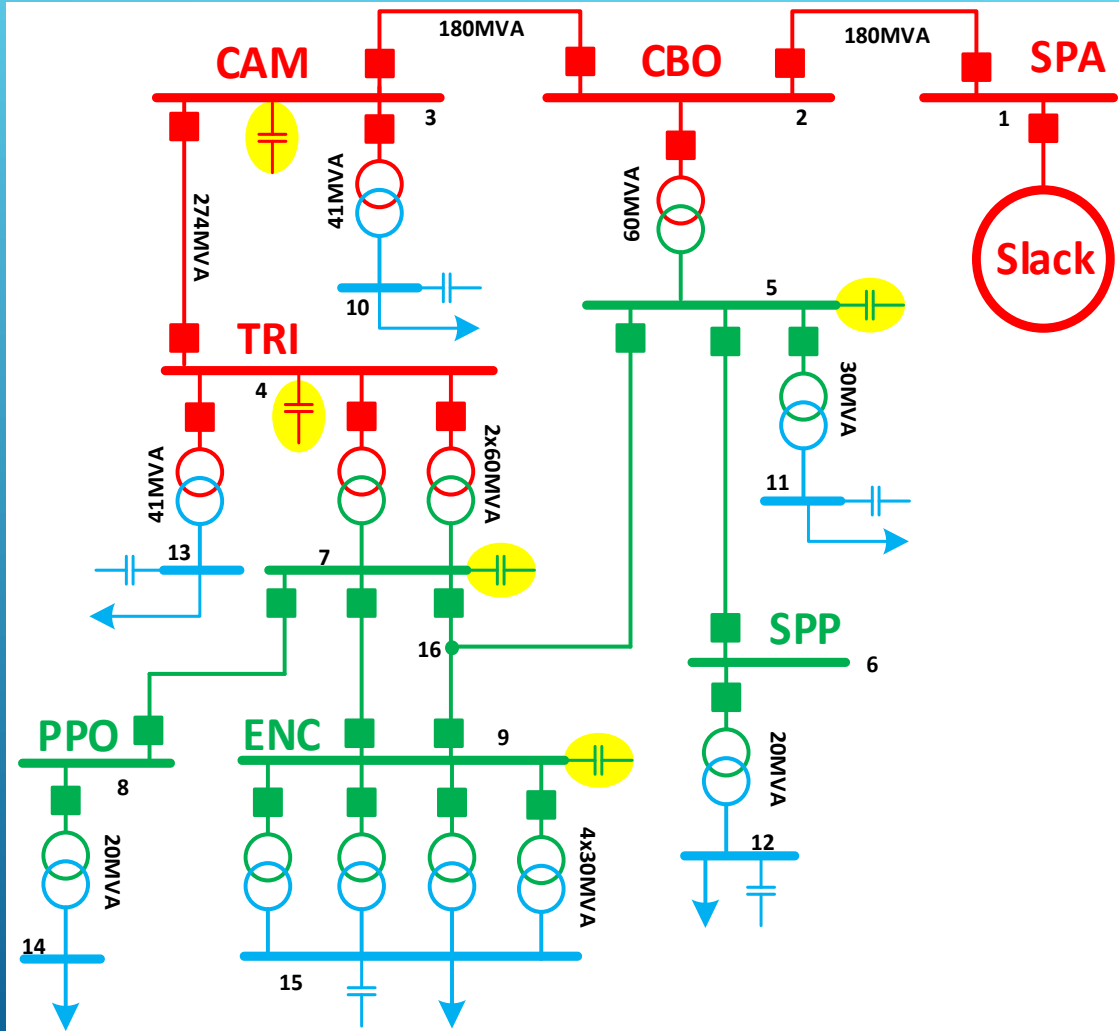 180MVA
180MVA
CAM
CBO
SPA
3
2
1
41MVA
60MVA
274MVA
Slack
10
5
TRI
4
30MVA
41MVA
2x60MVA
11
13
7
16
SPP
6
PPO
ENC
9
8
20MVA
20MVA
4x30MVA
12
14
15